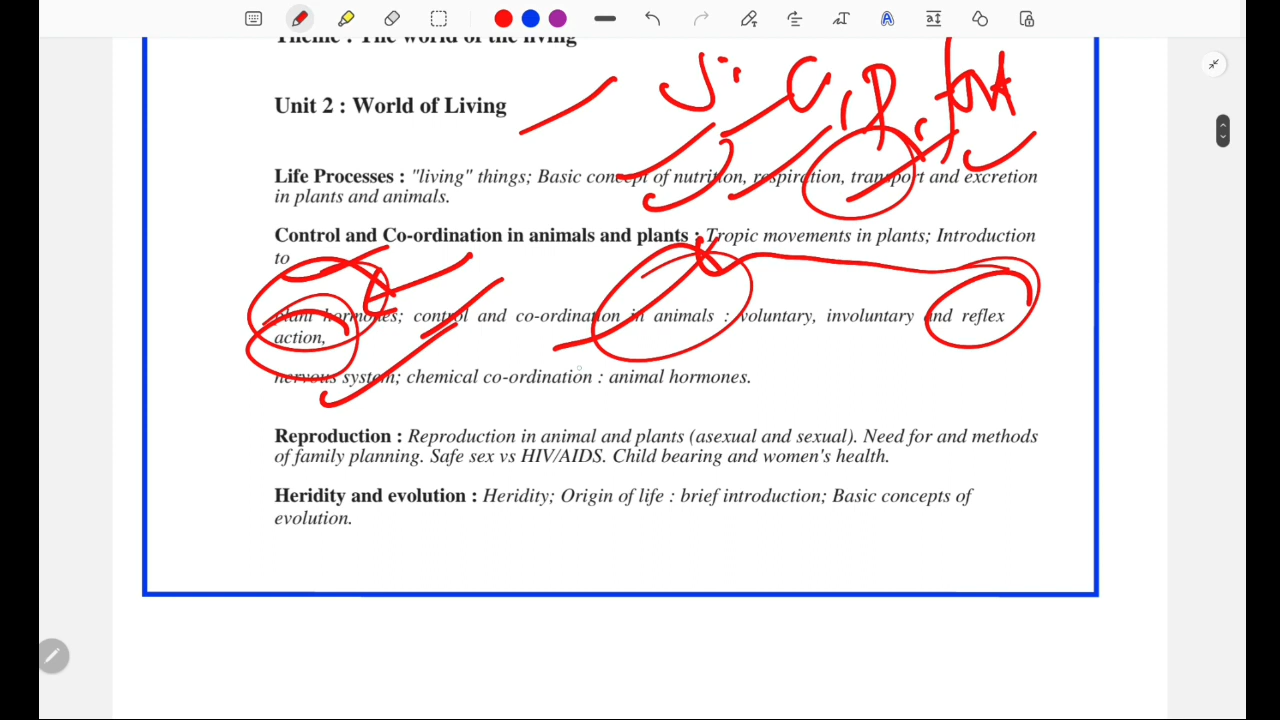 Theme : The world of the living
Unit 2 : World of Living
Life Processes : "living" things; Basic concept of nutrition, respiration, transport and excretion
in plants and animals.
Control and Co-ordination in animals and plants : Tropic movements in plants; Introduction
to
plant hormones; control and co-ordination in animals : voluntary, involuntary and reflex
action,
nervous system; chemical co-ordination : animal hormones.
Reproduction : Reproduction in animal and plants (asexual and sexual). Need for and methods
of family planning. Safe sex vs HIV/AIDS. Child bearing and women's health.
Heridity and evolution : Heridity; Origin of life : brief introduction; Basic concepts of
evolution.